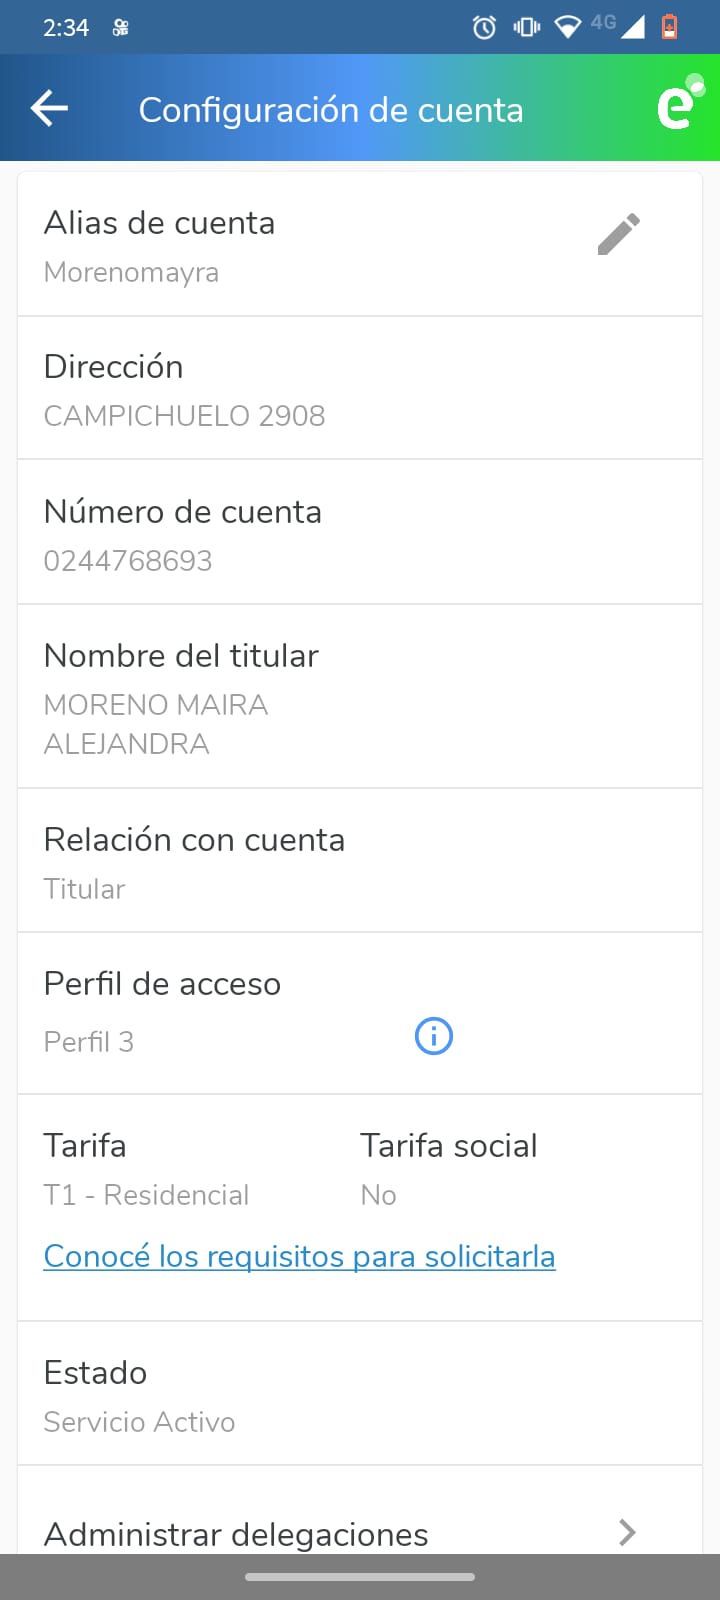 2:34
4G
Configuración de cuenta
e
Alias de cuenta
Morenomayra
Dirección
CAMPICHUELO 2908
Número de cuenta
0244768693
Nombre del titular
MORENO MAIRA
ALEJANDRA
Relación con cuenta
Titular
Perfil de acceso
Perfil 3
Tarifa
Tarifa social
T1 - Residencial
No
Conocé los requisitos para solicitarla
Estado
Servicio Activo
Administrar delegaciones